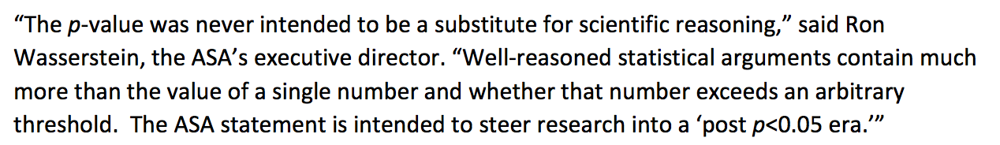 “The p-value was never intended to be a substitute for scientific reasoning,” said Ron
Wasserstein, the ASA’s executive director. “Well-reasoned statistical arguments contain much
more than the value of a single number and whether that number exceeds an arbitrary
threshold.  The ASA statement is intended to steer research into a ‘post p<0.05 era.’”